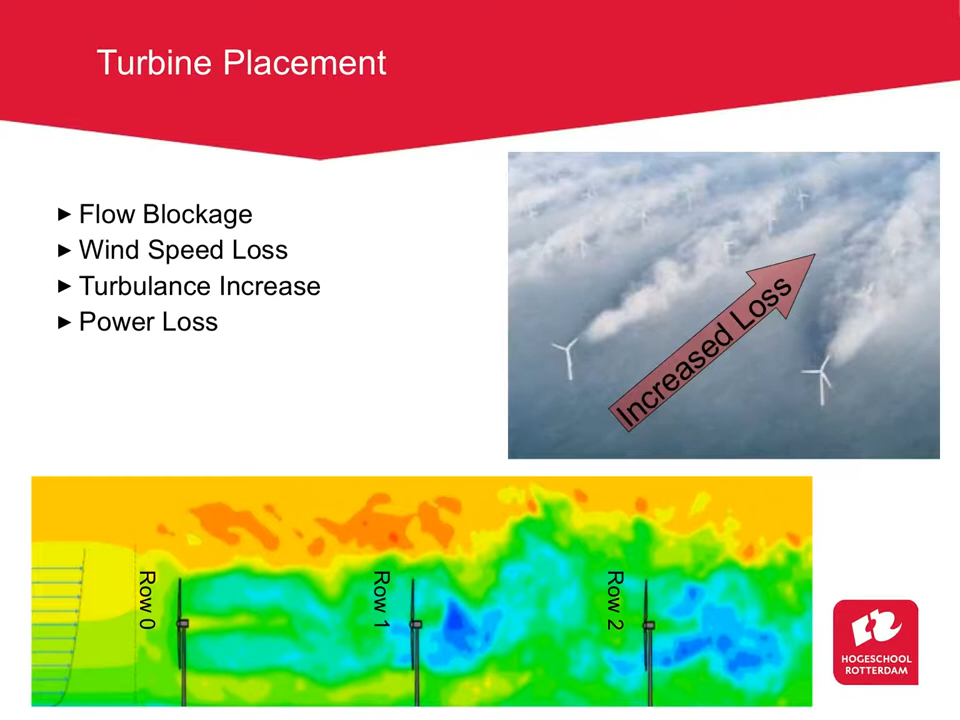 Turbine Placement
Flow Blockage
Wind Speed Loss
Turbulance Increase
Power Loss
Increased Loss
Row 0
Row 1
Row 2
HOGESCHOOL
ROTTERDAM